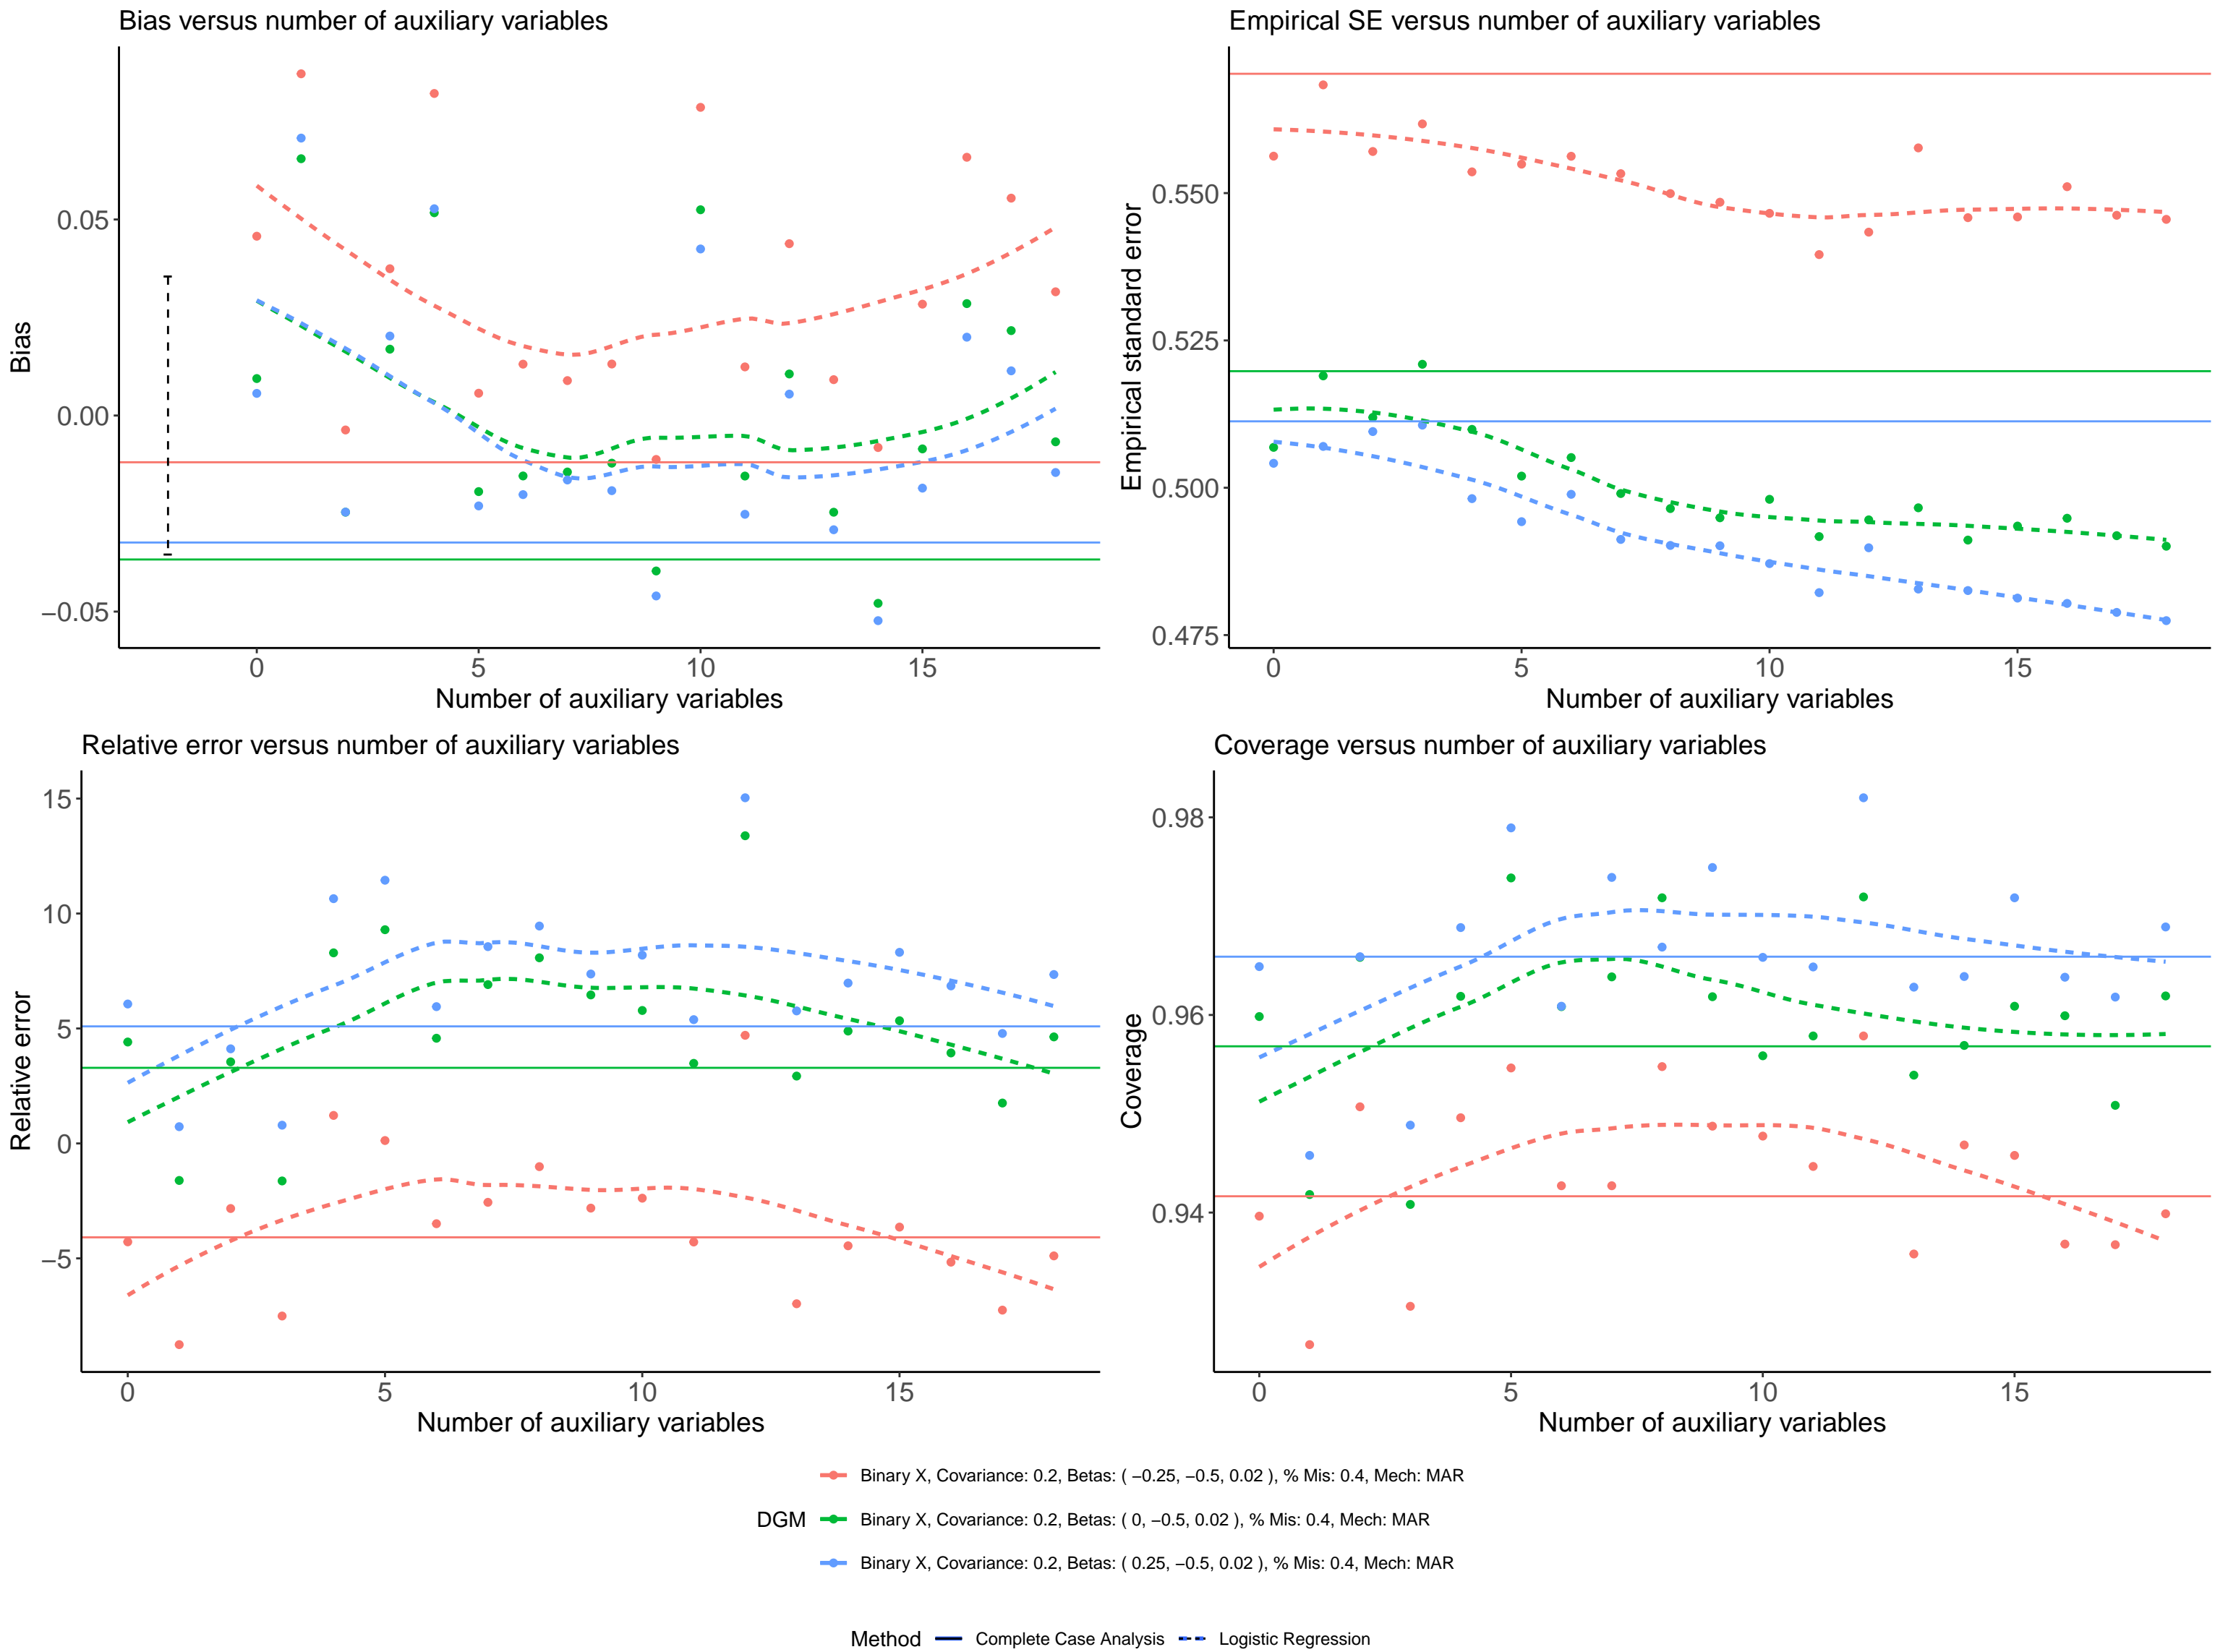 Bias versus number of auxiliary variables
Bias
0.05
0.00
−0.05
0 5 10 15
Number of auxiliary variables
Empirical SE versus number of auxiliary variables
Empirical standard error
0.550
0.525
0.500
0.475
0 5 10 15
Number of auxiliary variables
Relative error versus number of auxiliary variables
Relative error
15
10
5
0
−5
0 5 10 15
Number of auxiliary variables
Coverage versus number of auxiliary variables
Coverage
0.98
0.96
0.94
0 5 10 15
Number of auxiliary variables
DGM
Binary X, Covariance: 0.2, Betas: ( −0.25, −0.5, 0.02 ), % Mis: 0.4, Mech: MAR
Binary X, Covariance: 0.2, Betas: ( 0, −0.5, 0.02 ), % Mis: 0.4, Mech: MAR
Binary X, Covariance: 0.2, Betas: ( 0.25, −0.5, 0.02 ), % Mis: 0.4, Mech: MAR
Method Complete Case Analysis Logistic Regression